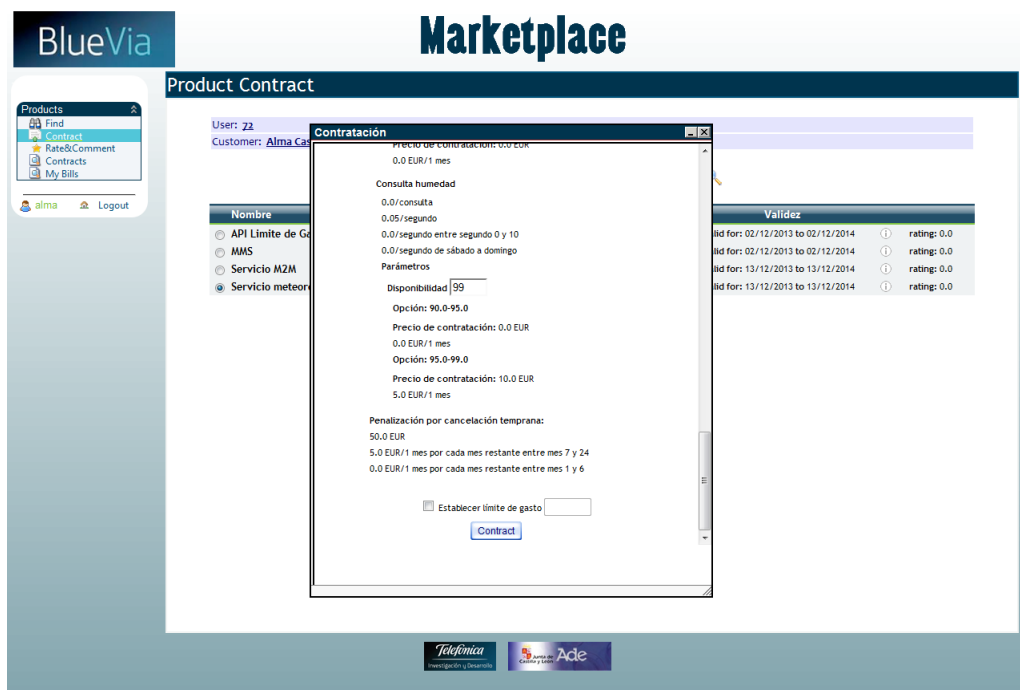 BlueVia
Marketplace
Product Contract
Products
Find
Contract
Rate&Comment
Contracts
My Bills
alma
Logout
User: 72
Customer: Alma Cas
Nombre
Validez
API Limite de Ga
lid for: 02/12/2013 to 02/12/2014
rating: 0.0
MMS
lid for: 02/12/2013 to 02/12/2014
rating: 0.0
Servicio M2M
lid for: 13/12/2013 to 13/12/2014
rating: 0.0
Servicio meteor
lid for: 13/12/2013 to 13/12/2014
rating: 0.0
Contratación
Precio de contratación: 0.0 EUR
0.0 EUR/1 mes
Consulta humedad
0.0/consulta
0.05/segundo
0.0/segundo entre segundo 0 y 10
0.0/segundo de sábado a domingo
Parámetros
Disponibilidad 99
Opción: 90.0-95.0
Precio de contratación: 0.0 EUR
0.0 EUR/1 mes
Opción: 95.0-99.0
Precio de contratación: 10.0 EUR
5.0 EUR/1 mes
Penalización por cancelación temprana:
50.0 EUR
5.0 EUR/1 mes por cada mes restante entre mes 7 y 24
0.0 EUR/1 mes por cada mes restante entre mes 1 y 6
Establecer límite de gasto
Contract
Telefónica
Investigación y Desarrollo
Junta de
Castilla y León
Ade